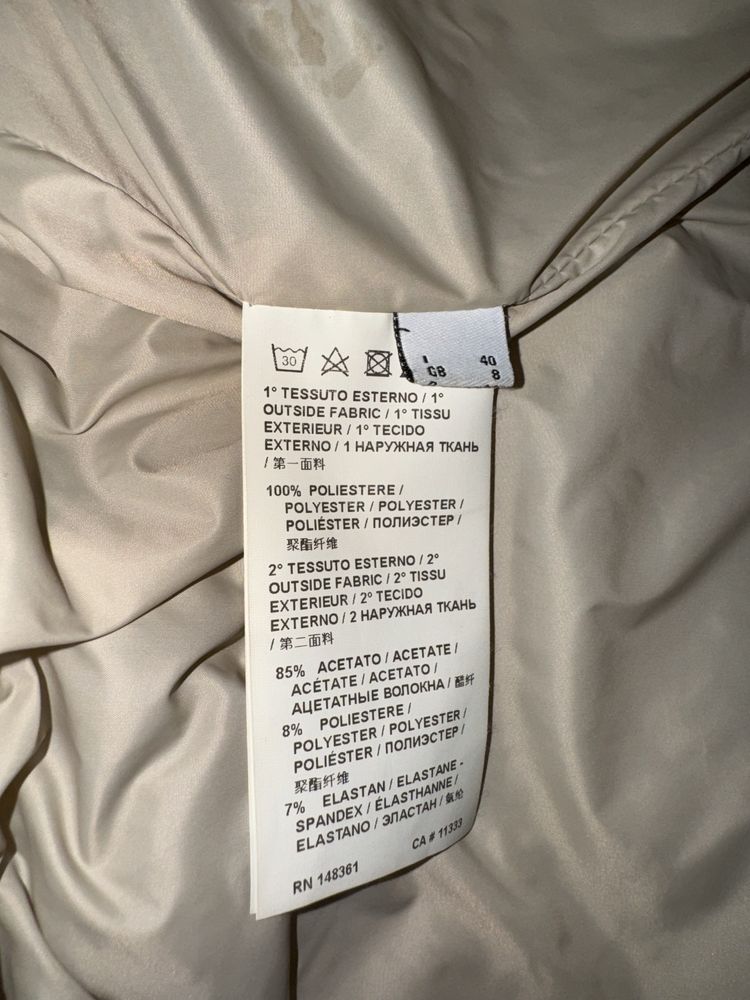 30
I 40
GB 8
1° TESSUTO ESTERNO / 1°
OUTSIDE FABRIC / 1° TISSU
EXTERIEUR / 1° TECIDO
EXTERNO / 1 НАРУЖНАЯ ТКАНЬ
/ 第一面料
100% POLIESTERE /
POLYESTER / POLYESTER /
POLIÉSTER / ПОЛИЭСТЕР /
聚酯纤维
2° TESSUTO ESTERNO / 2°
OUTSIDE FABRIC / 2° TISSU
EXTERIEUR / 2° TECIDO
EXTERNO / 2 НАРУЖНАЯ ТКАНЬ
/ 第二面料
85% ACETATO / ACETATE /
ACÉTATE / ACETATO /
АЦЕТАТНЫЕ ВОЛОКНА / 醋纤
8% POLIESTERE /
POLYESTER / POLYESTER /
POLIÉSTER / ПОЛИЭСТЕР /
聚酯纤维
7% ELASTAN / ELASTANE -
SPANDEX / ÉLASTHANNE /
ELASTANO / ЭЛАСТАН / 氨纶
CA # 11333
RN 148361